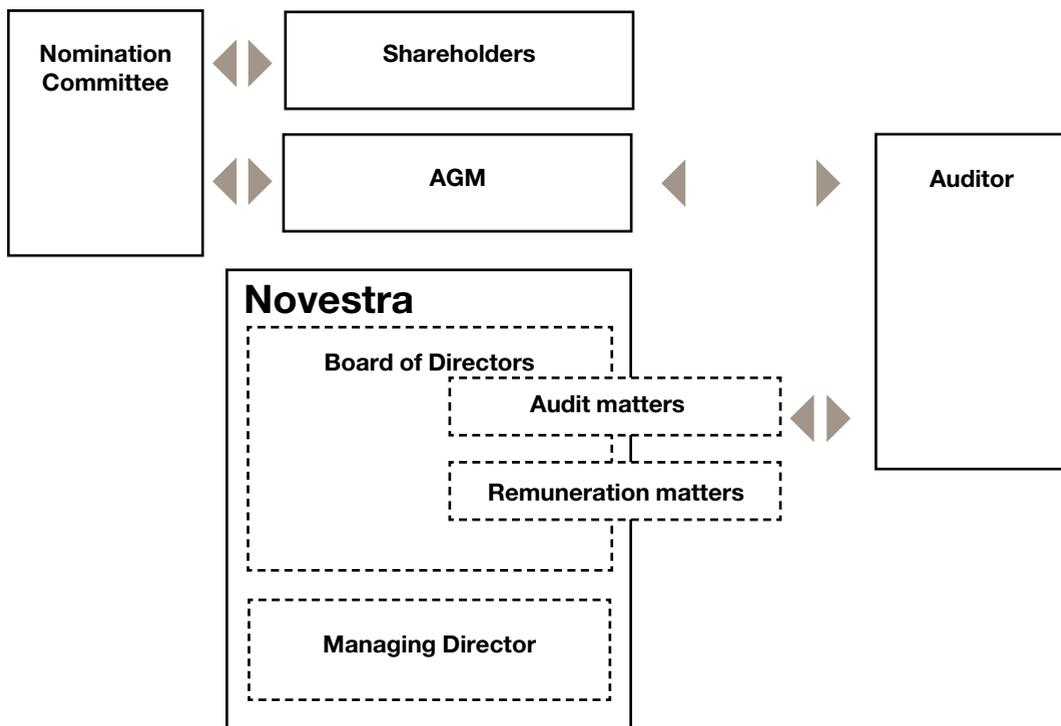 Nomination
Committee
Shareholders
AGM
Auditor
Novestra
Board of Directors
Audit matters
Remuneration matters
Managing Director